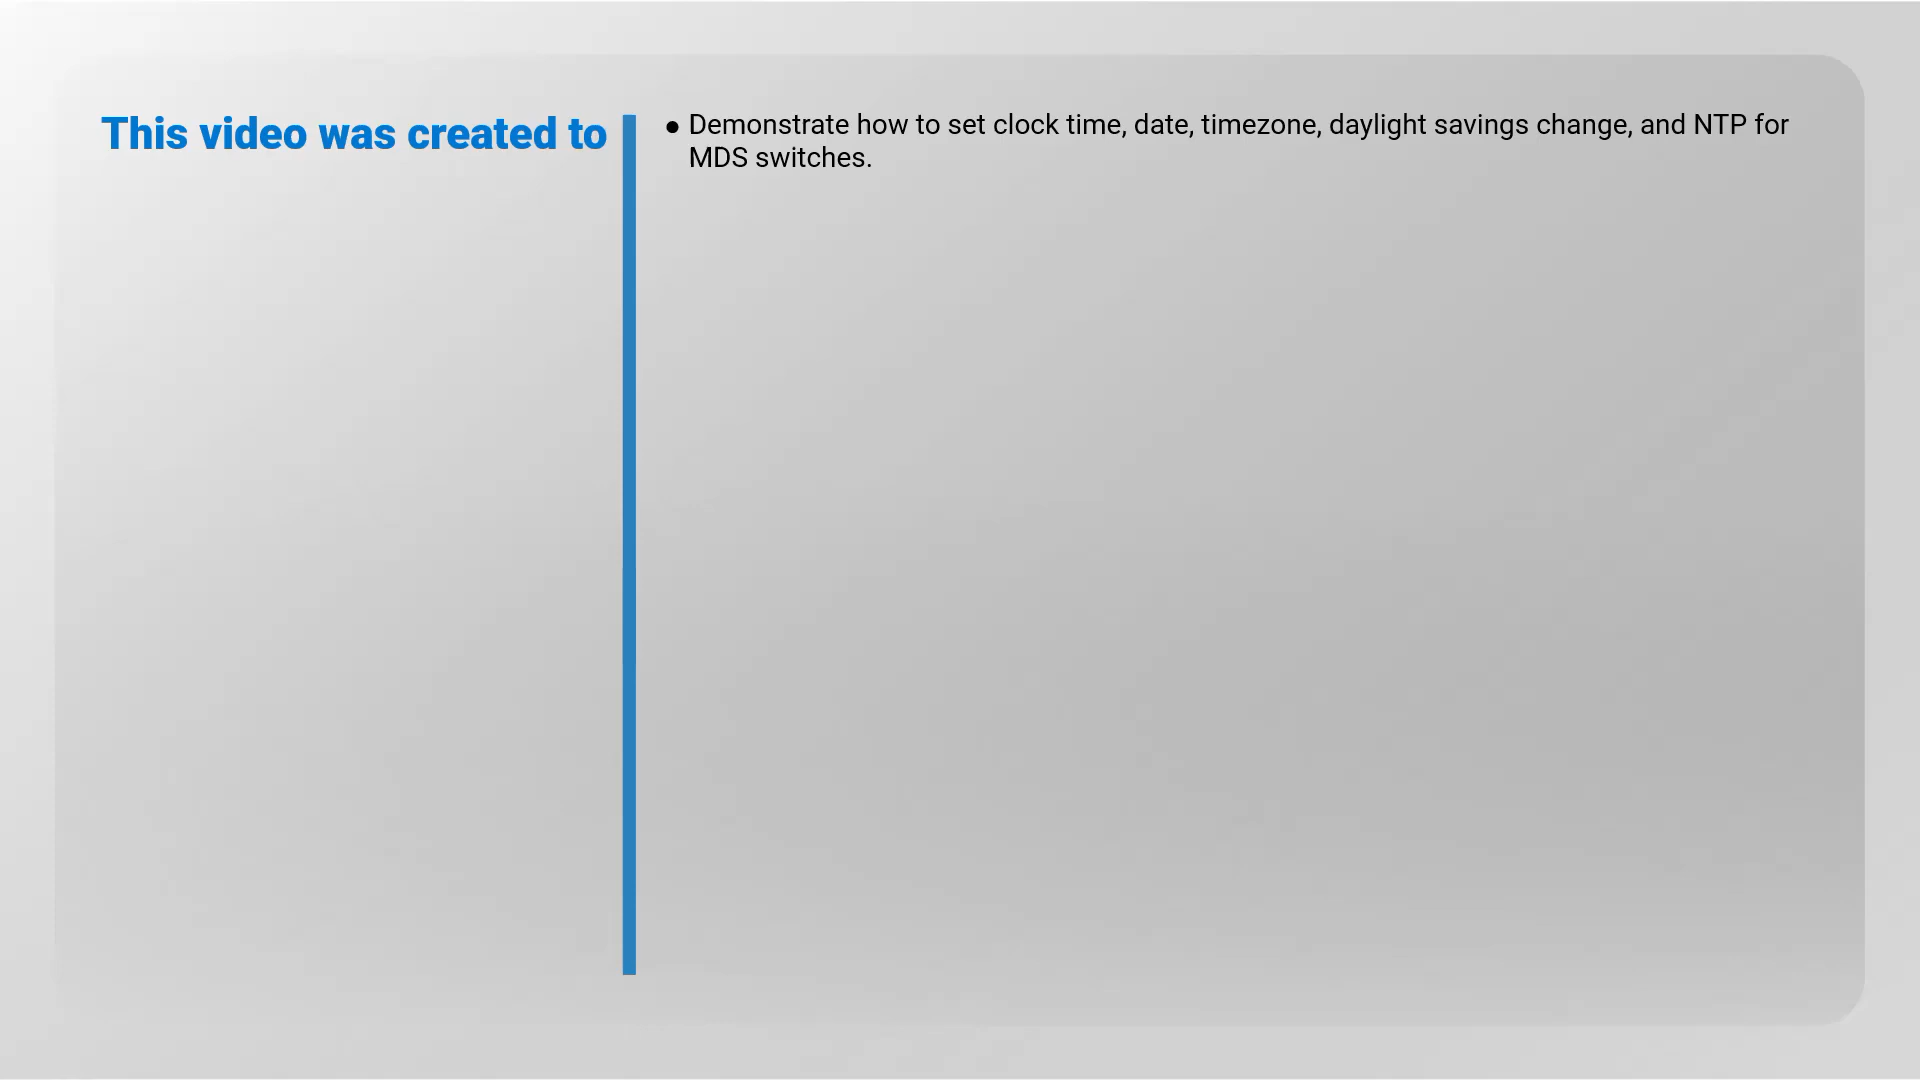 This video was created to
● Demonstrate how to set clock time, date, timezone, daylight savings change, and NTP for
MDS switches.